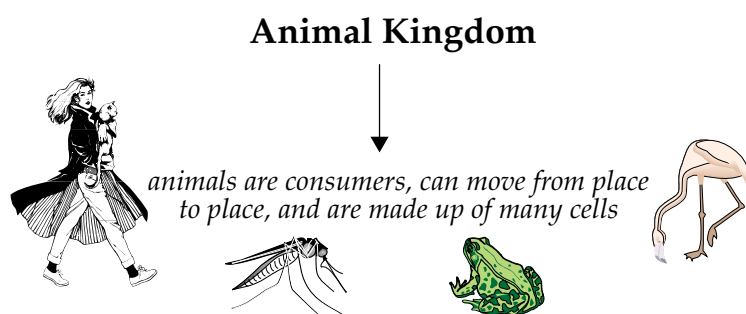 Animal Kingdom
animals are consumers, can move from place
to place, and are made up of many cells